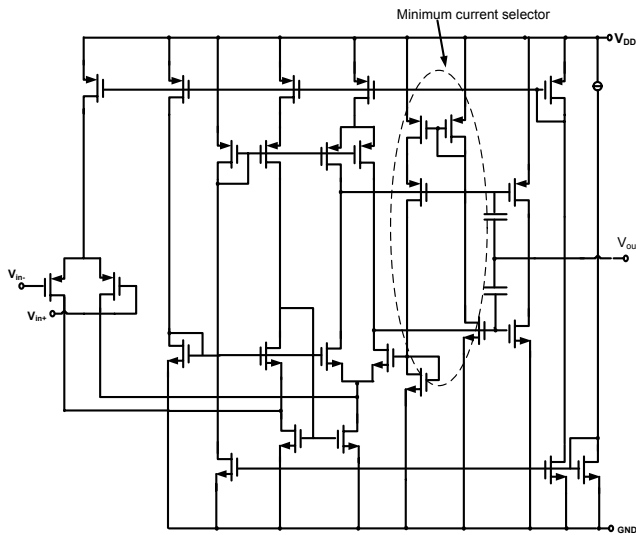 Minimum current selector
VDD
Vou
Vin-
Vin+
GND